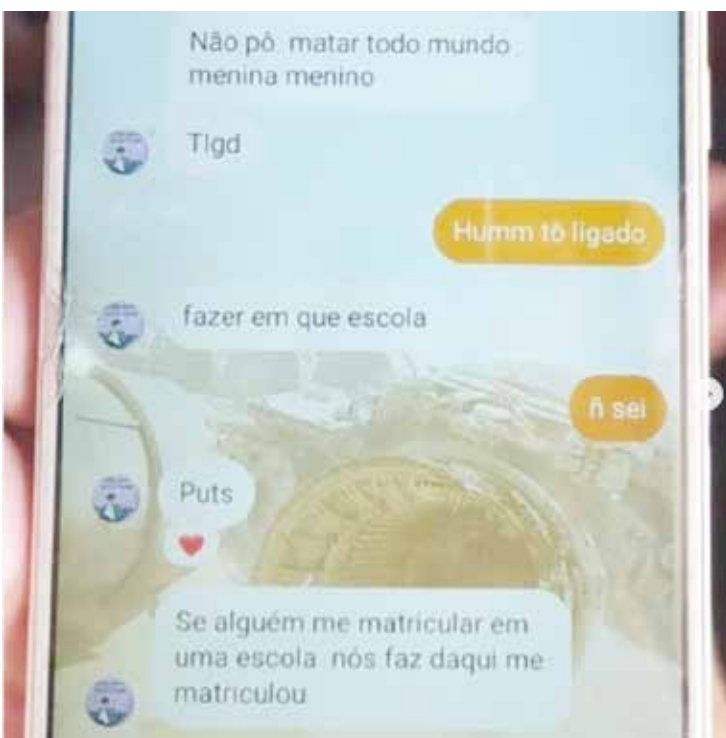 Não pô matar todo mundo
menina menino
Tlgd
Humm tô ligado
fazer em que escola
ñ sei
Puts
Se alguém me matricular em
uma escola nós faz daqui me
matriculou